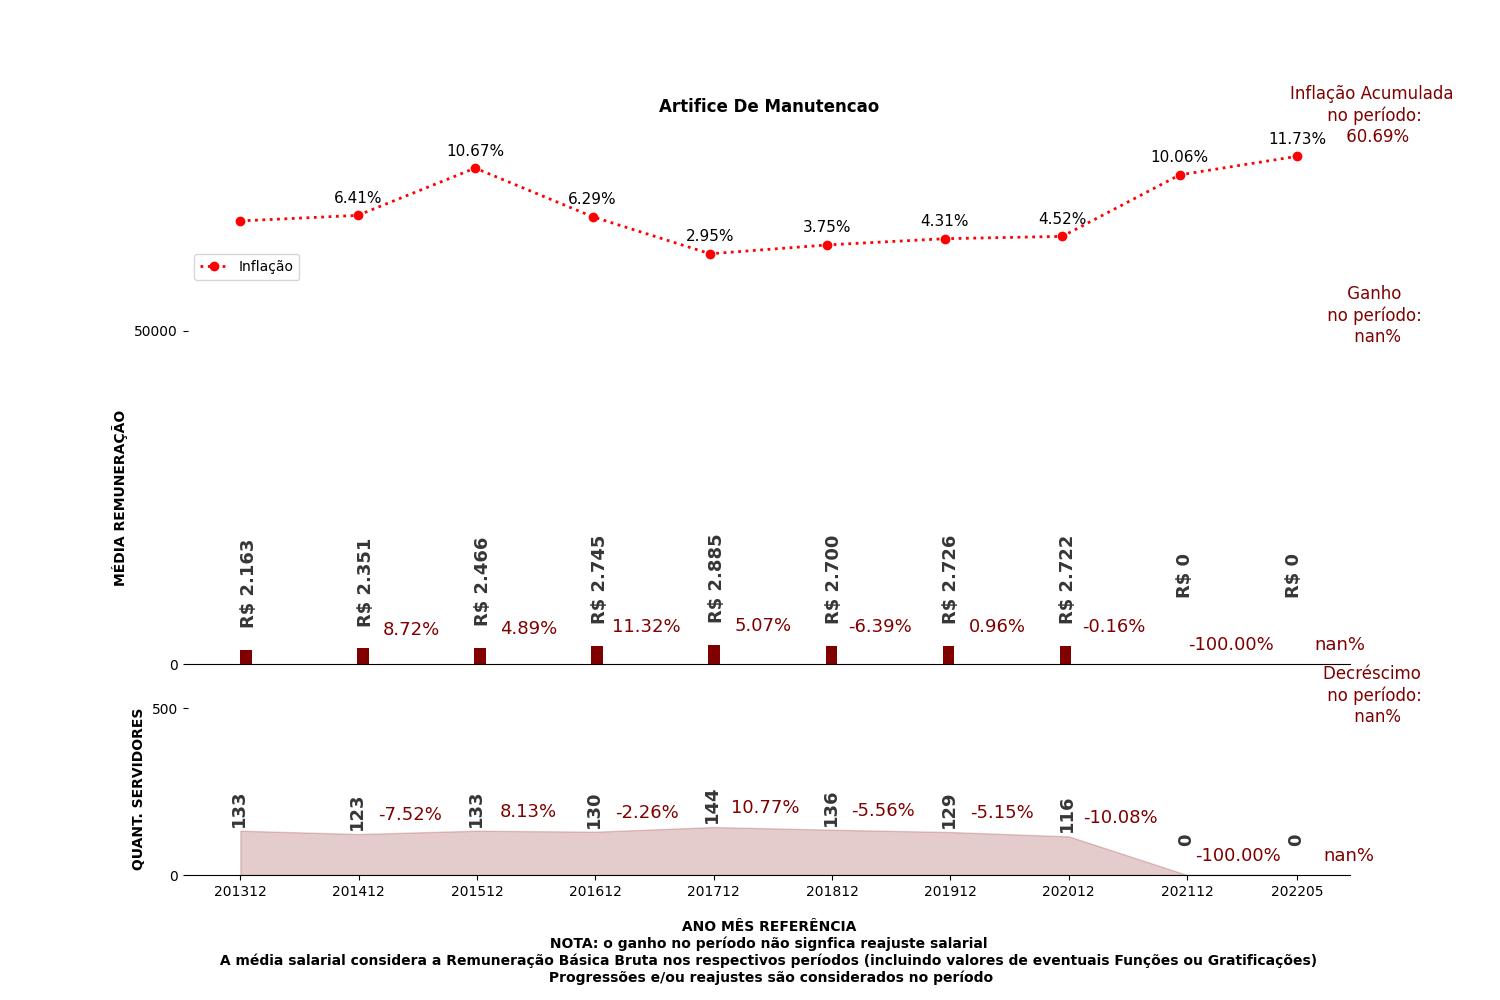 Artifice De Manutencao
Inflação Acumulada
no período:
60.69%
6.41%
10.67%
6.29%
2.95%
3.75%
4.31%
4.52%
10.06%
11.73%
Inflação
Ganho
no período:
nan%
50000
0
MÉDIA REMUNERAÇÃO
R$ 2.163
R$ 2.351
R$ 2.466
R$ 2.745
R$ 2.885
R$ 2.700
R$ 2.726
R$ 2.722
R$ 0
R$ 0
8.72%
4.89%
11.32%
5.07%
-6.39%
0.96%
-0.16%
-100.00%
nan%
Decréscimo
no período:
nan%
500
0
QUANT. SERVIDORES
133
123
133
130
144
136
129
116
0
0
-7.52%
8.13%
-2.26%
10.77%
-5.56%
-5.15%
-10.08%
-100.00%
nan%
201312
201412
201512
201612
201712
201812
201912
202012
202112
202205
ANO MÊS REFERÊNCIA
NOTA: o ganho no período não signfica reajuste salarial
A média salarial considera a Remuneração Básica Bruta nos respectivos períodos (incluindo valores de eventuais Funções ou Gratificações)
Progressões e/ou reajustes são considerados no período